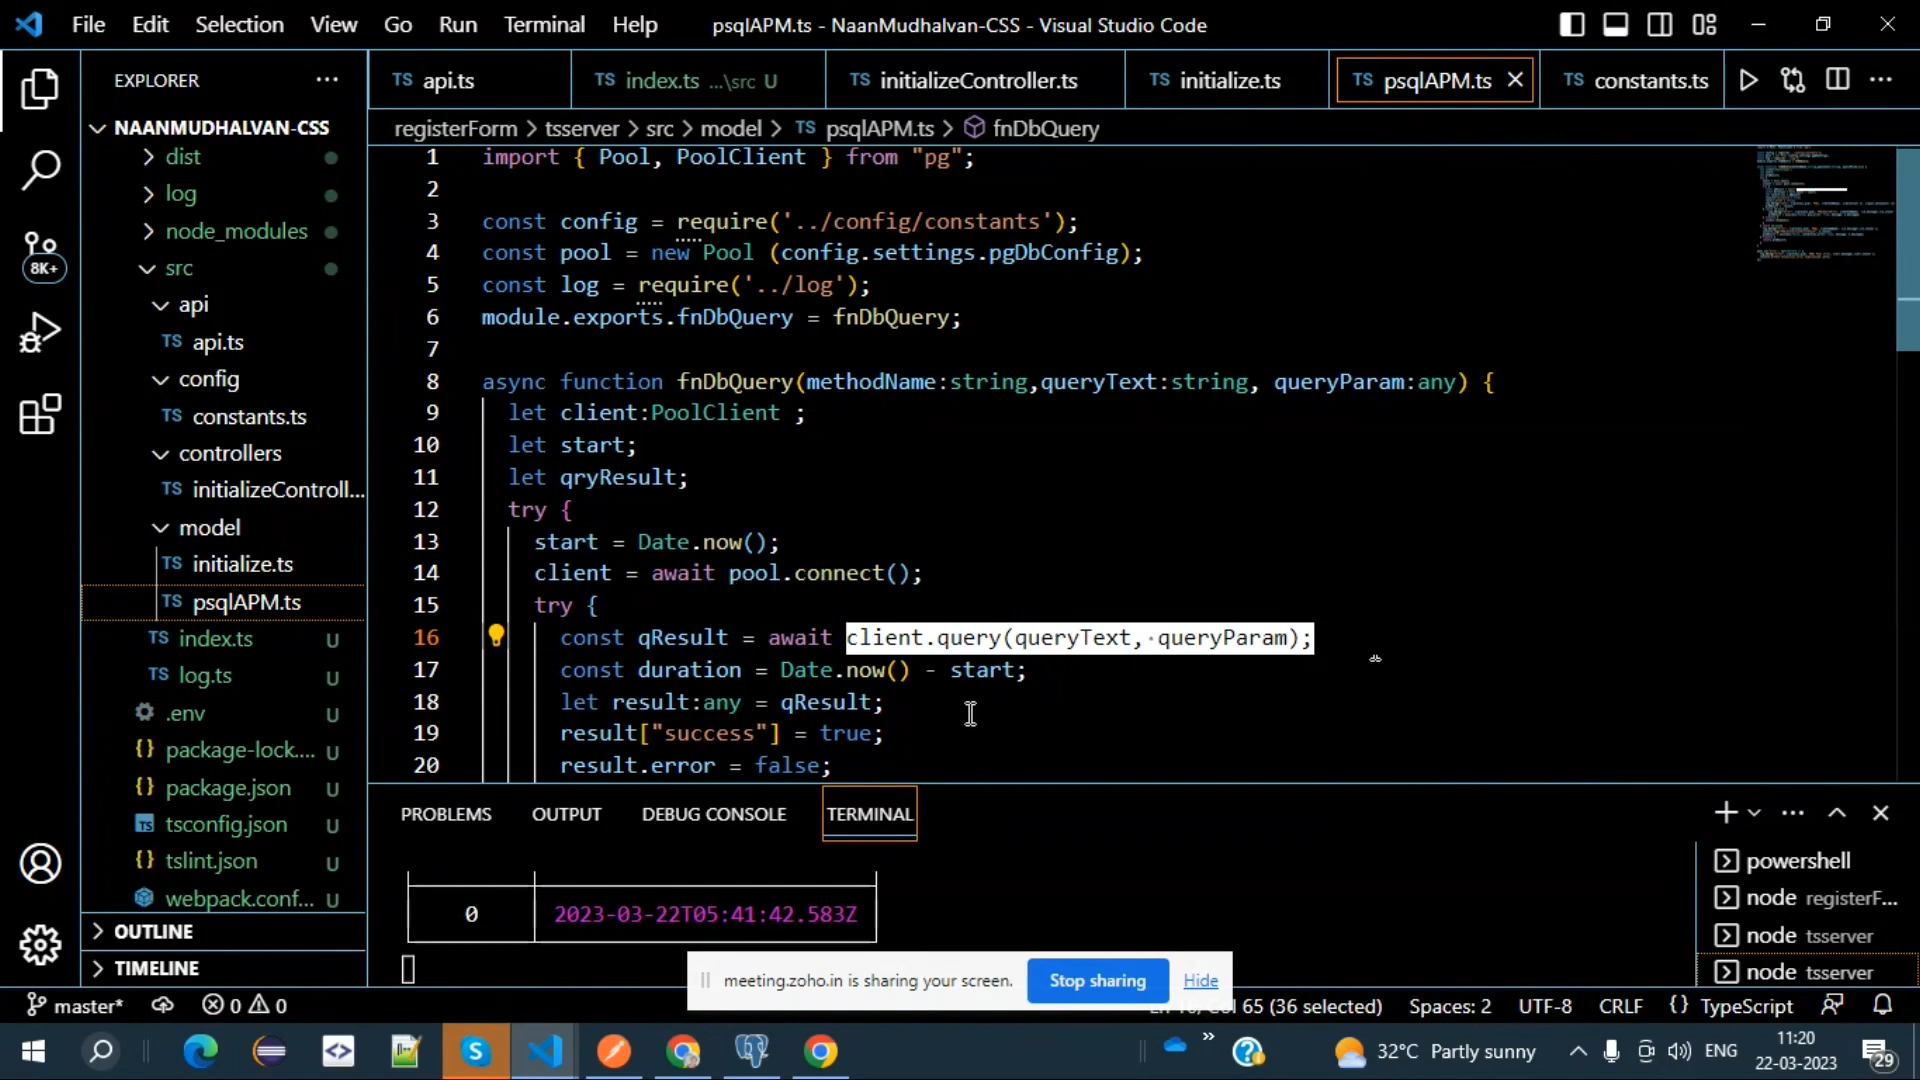 File Edit Selection View Go Run Terminal Help psqlAPM.ts - NaanMudhalvan-CSS - Visual Studio Code
EXPLORER
TS api.ts
TS index.ts ...\src U
TS initializeController.ts
TS initialize.ts
TS psqlAPM.ts
TS constants.ts
NAANMUDHALVAN-CSS
registerForm > tsserver > src > model > TS psqlAPM.ts > fnDbQuery
dist
log
node_modules
src
api
TS api.ts
config
TS constants.ts
controllers
TS initializeControll...
model
TS initialize.ts
TS psqlAPM.ts
TS index.ts U
TS log.ts U
.env U
{} package-lock.... U
{} package.json U
TS tsconfig.json U
{} tslint.json U
webpack.conf... U
OUTLINE
TIMELINE
8K+
1 import { Pool, PoolClient } from "pg";
2
3 const config = require('../config/constants');
4 const pool = new Pool (config.settings.pgDbConfig);
5 const log = require('../log');
6 module.exports.fnDbQuery = fnDbQuery;
7
8 async function fnDbQuery(methodName:string,queryText:string, queryParam:any) {
9 let client:PoolClient ;
10 let start;
11 let qryResult;
12 try {
13 start = Date.now();
14 client = await pool.connect();
15 try {
16 const qResult = await client.query(queryText, queryParam);
17 const duration = Date.now() - start;
18 let result:any = qResult;
19 result["success"] = true;
20 result.error = false;
PROBLEMS OUTPUT DEBUG CONSOLE TERMINAL
0 2023-03-22T05:41:42.583Z
powershell
node registerF...
node tsserver
node tsserver
meeting.zoho.in is sharing your screen. Stop sharing Hide
master* 0 0
Col 65 (36 selected) Spaces: 2 UTF-8 CRLF {} TypeScript
32°C Partly sunny
ENG
11:20
22-03-2023
29